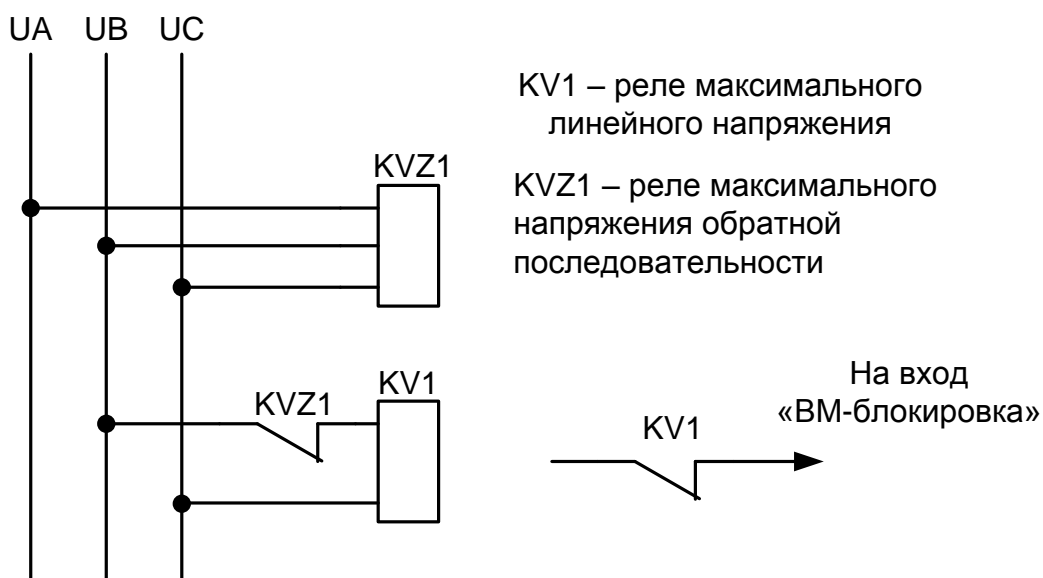 UA UB UC
KV1 – реле максимального
линейного напряжения
KVZ1
KVZ1 – реле максимального
напряжения обратной
последовательности
KV1
KVZ1
На вход
«ВМ-блокировка»
KV1